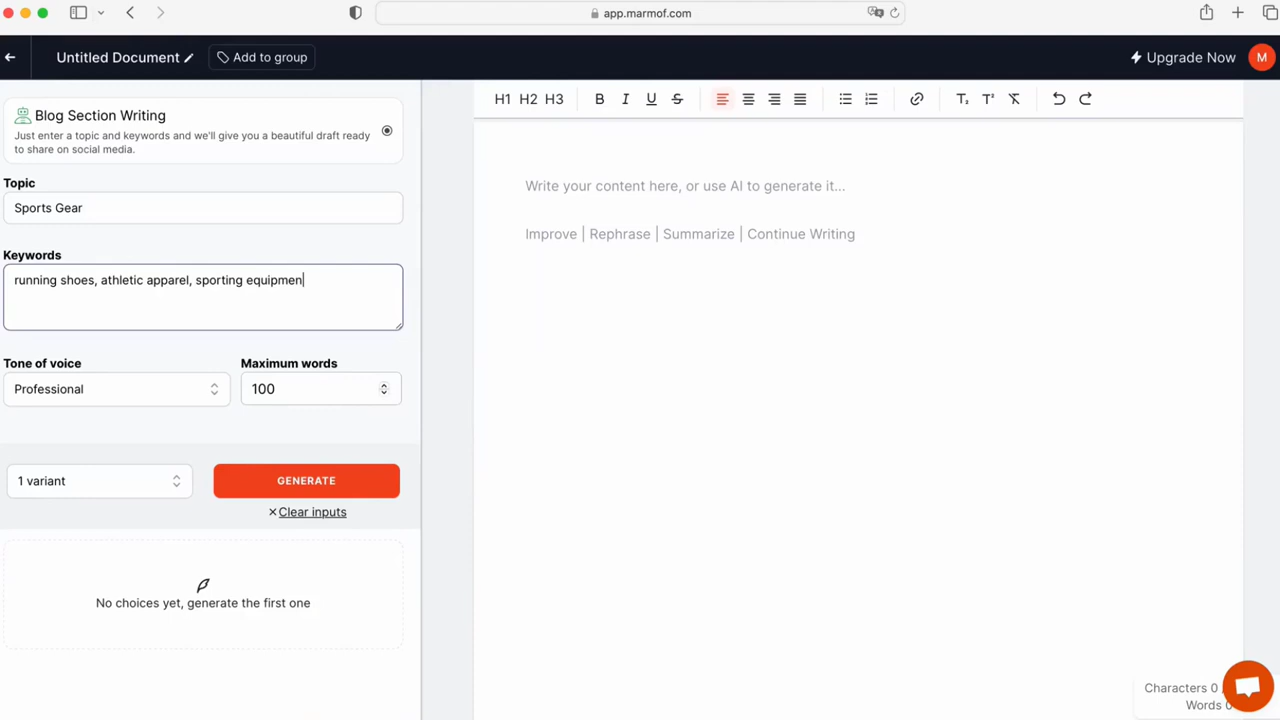 app.marmof.com
Untitled Document
Add to group
Upgrade Now
M
Blog Section Writing
Just enter a topic and keywords and we'll give you a beautiful draft ready
to share on social media.
Topic
Sports Gear
Keywords
running shoes, athletic apparel, sporting equipmen
Tone of voice
Maximum words
Professional
100
1 variant
GENERATE
Clear inputs
No choices yet, generate the first one
H1 H2 H3 B I U S
Write your content here, or use AI to generate it...
Improve | Rephrase | Summarize | Continue Writing
Characters 0
Words 0